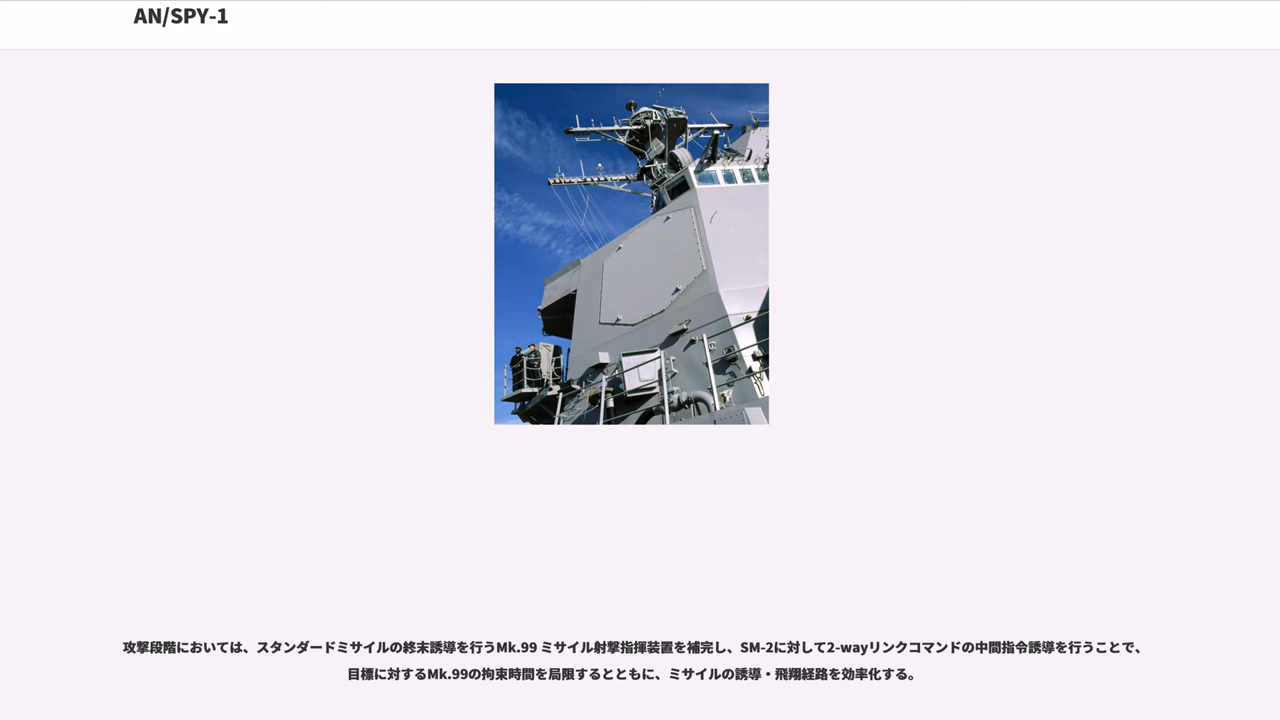 AN/SPY-1
攻撃段階においては、スタンダードミサイルの終末誘導を行うMk.99 ミサイル射撃指揮装置を補完し、SM-2に対して2-wayリンクコマンドの中間指令誘導を行うことで、
目標に対するMk.99の拘束時間を局限するとともに、ミサイルの誘導・飛翔経路を効率化する。